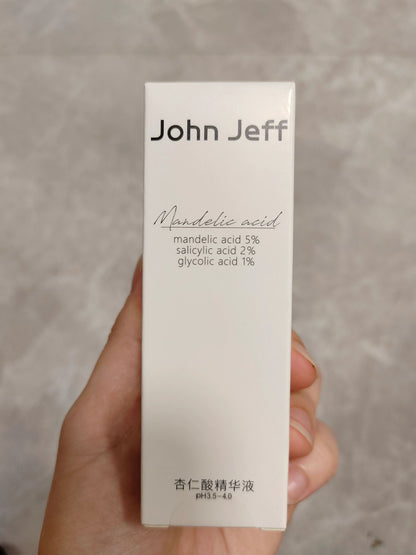 John Jeff
Mandelic acid
mandelic acid 5%
salicylic acid 2%
glycolic acid 1%
杏仁酸精华液
pH3.5~4.0